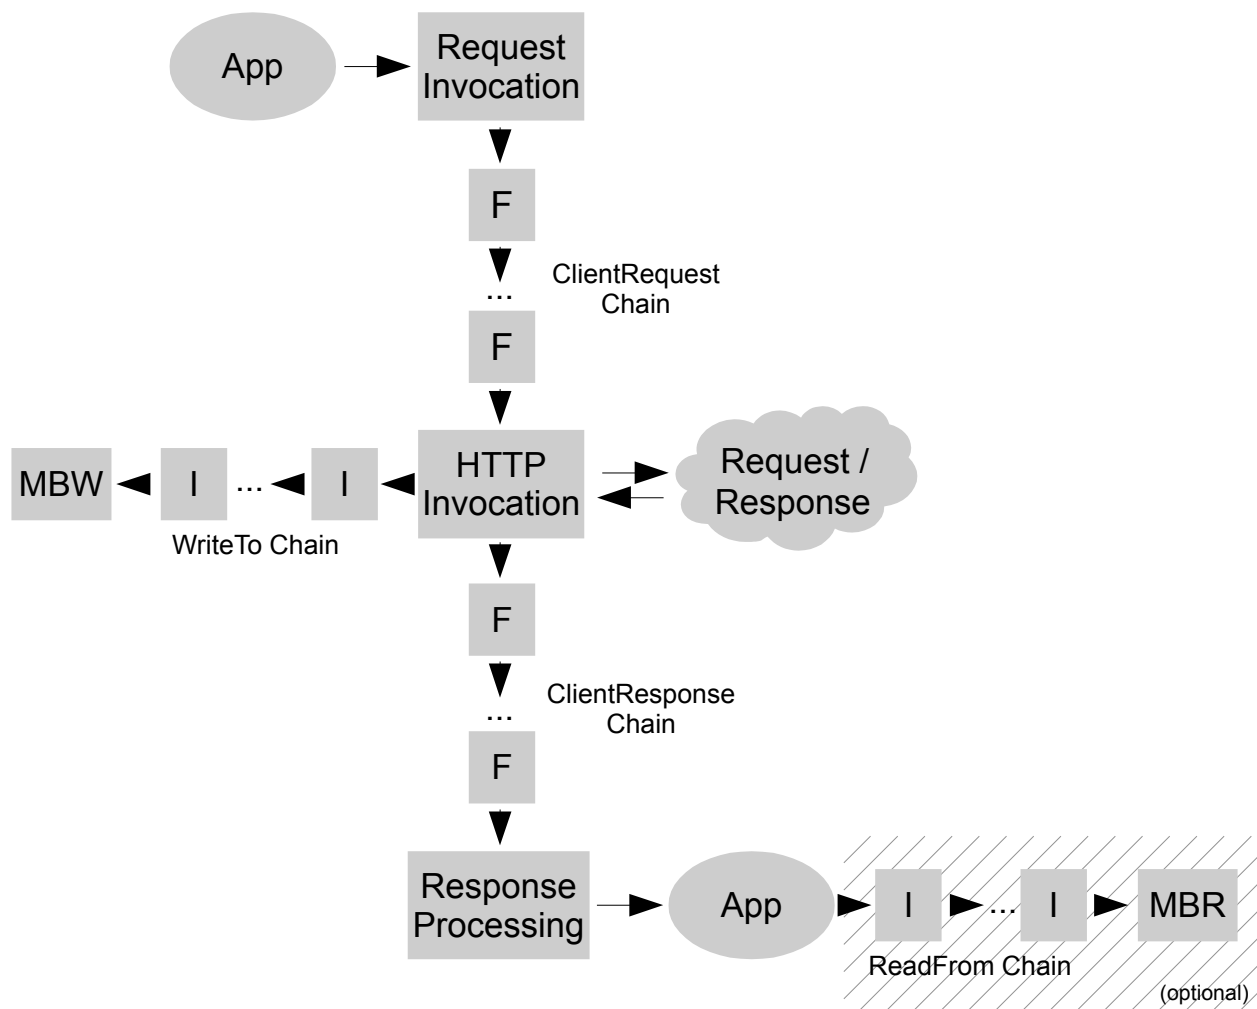 App
Request
Invocation
F
...
ClientRequest
Chain
F
MBW
I
...
I
HTTP
Invocation
Request /
Response
WriteTo Chain
F
...
ClientResponse
Chain
F
Response
Processing
App
I
...
I
MBR
ReadFrom Chain
(optional)